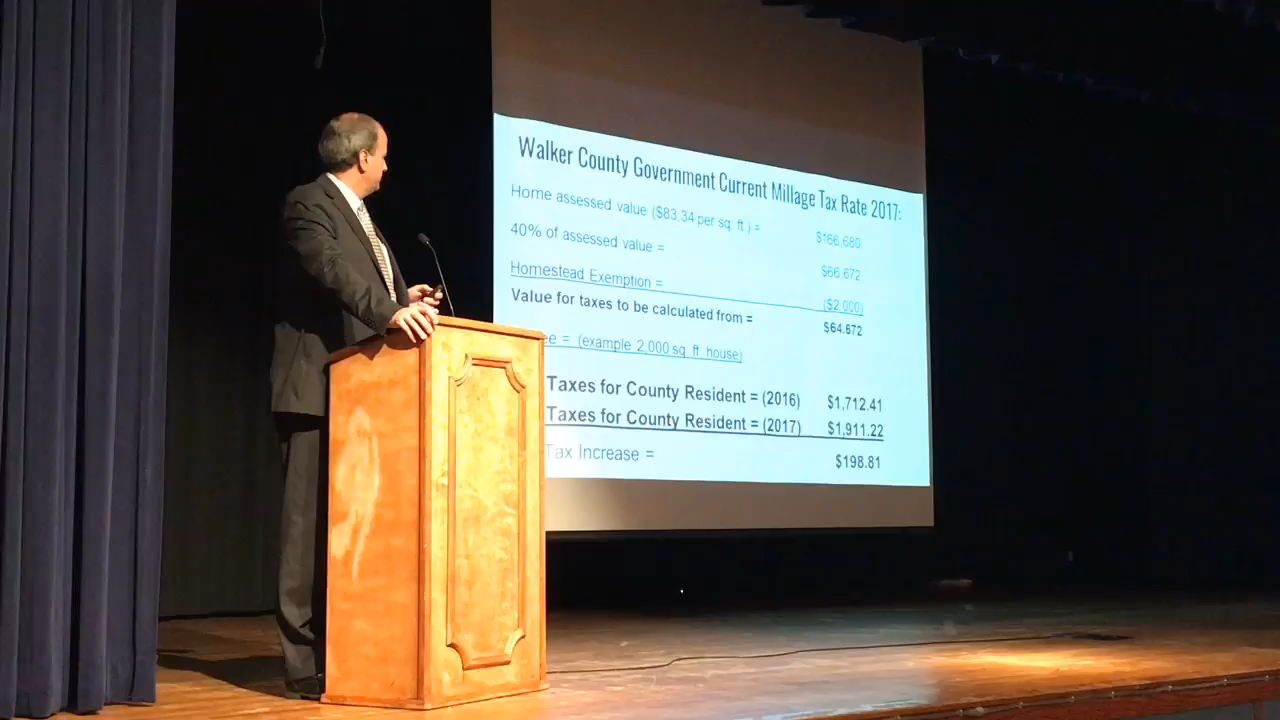 Walker County Government Current Millage Tax Rate 2017:
Home assessed value ($83.34 per sq. ft.) = $166,680
40% of assessed value = $66,672
Homestead Exemption = ($2,000)
Value for taxes to be calculated from = $64,672
= (example 2,000 sq. ft. house)
Taxes for County Resident = (2016) $1,712.41
Taxes for County Resident = (2017) $1,911.22
Tax Increase = $198.81